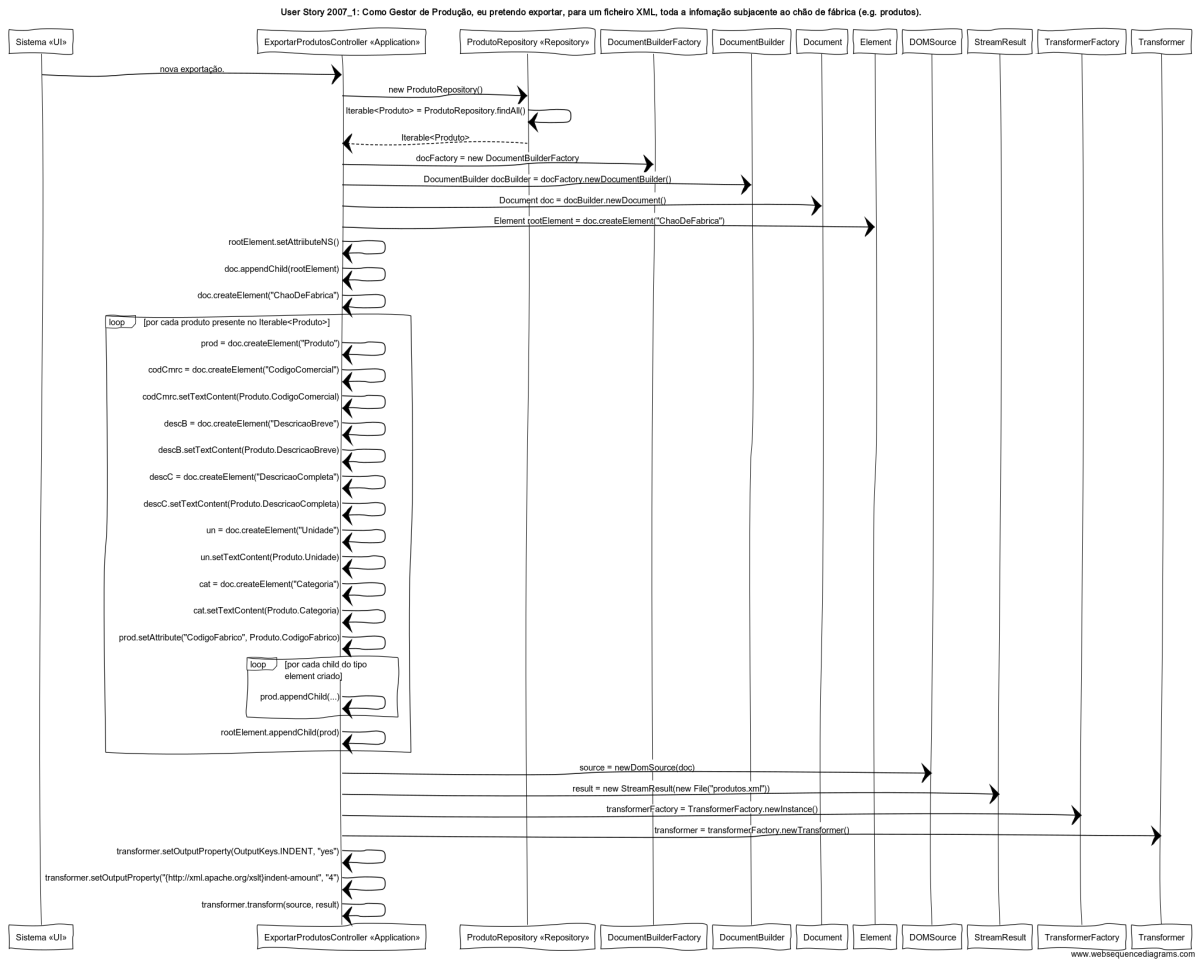 User Story 2007_1: Como Gestor de Produção, eu pretendo exportar, para um ficheiro XML, toda a infomação subjacente ao chão de fábrica (e.g. produtos).
Sistema «UI»
ExportarProdutosController «Application»
ProdutoRepository «Repository»
DocumentBuilderFactory
DocumentBuilder
Document
Element
DOMSource
StreamResult
TransformerFactory
Transformer
nova exportação.
new ProdutoRepository()
Iterable<Produto> = ProdutoRepository.findAll()
Iterable<Produto>
docFactory = new DocumentBuilderFactory
DocumentBuilder docBuilder = docFactory.newDocumentBuilder()
Document doc = docBuilder.newDocument()
Element rootElement = doc.createElement("ChaoDeFabrica")
rootElement.setAttriibuteNS()
doc.appendChild(rootElement)
doc.createElement("ChaoDeFabrica")
loop
[por cada produto presente no Iterable<Produto>]
prod = doc.createElement("Produto")
codCmrc = doc.createElement("CodigoComercial")
codCmrc.setTextContent(Produto.CodigoComercial)
descB = doc.createElement("DescricaoBreve")
descB.setTextContent(Produto.DescricaoBreve)
descC = doc.createElement("DescricaoCompleta")
descC.setTextContent(Produto.DescricaoCompleta)
un = doc.createElement("Unidade")
un.setTextContent(Produto.Unidade)
cat = doc.createElement("Categoria")
cat.setTextContent(Produto.Categoria)
prod.setAttribute("CodigoFabrico", Produto.CodigoFabrico)
loop
[por cada child do tipo
element criado]
prod.appendChild(...)
rootElement.appendChild(prod)
source = newDomSource(doc)
result = new StreamResult(new File("produtos.xml"))
transformerFactory = TransformerFactory.newInstance()
transformer = transformerFactory.newTransformer()
transformer.setOutputProperty(OutputKeys.INDENT, "yes")
transformer.setOutputProperty("{http://xml.apache.org/xslt}indent-amount", "4")
transformer.transform(source, result)
Sistema «UI»
ExportarProdutosController «Application»
ProdutoRepository «Repository»
DocumentBuilderFactory
DocumentBuilder
Document
Element
DOMSource
StreamResult
TransformerFactory
Transformer
www.websequencediagrams.com